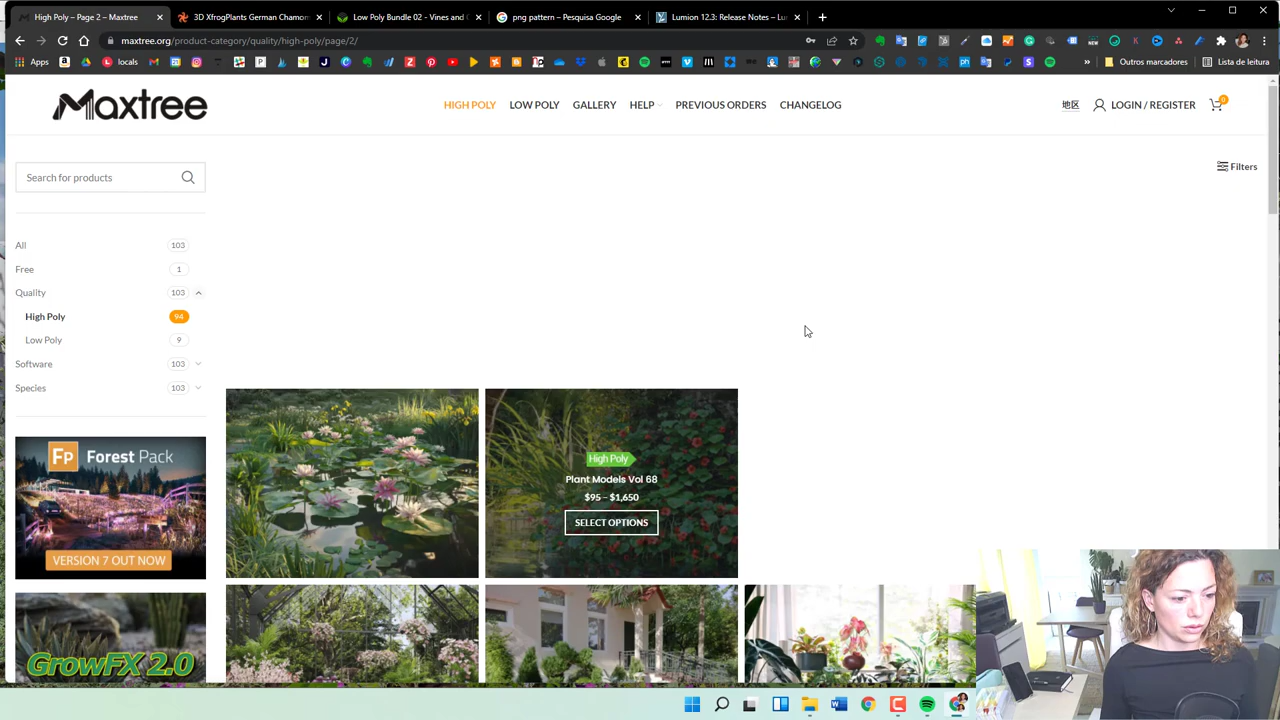 High Poly – Page 2 - Maxtree
3D XfrogPlants German Chamom
Low Poly Bundle 02 - Vines and C
png pattern – Pesquisa Google
Lumion 12.3: Release Notes – Lum
maxtree.org/product-category/quality/high-poly/page/2/
Apps
locals
Outros marcadores
Lista de leitura
Maxtree
HIGH POLY
LOW POLY
GALLERY
HELP
PREVIOUS ORDERS
CHANGELOG
地区
LOGIN / REGISTER
0
Search for products
Filters
All 103
Free 1
Quality 103
High Poly 94
Low Poly 9
Software 103
Species 103
Fp Forest Pack
VERSION 7 OUT NOW
GrowFX 2.0
High Poly
Plant Models Vol 68
$95 – $1,650
SELECT OPTIONS